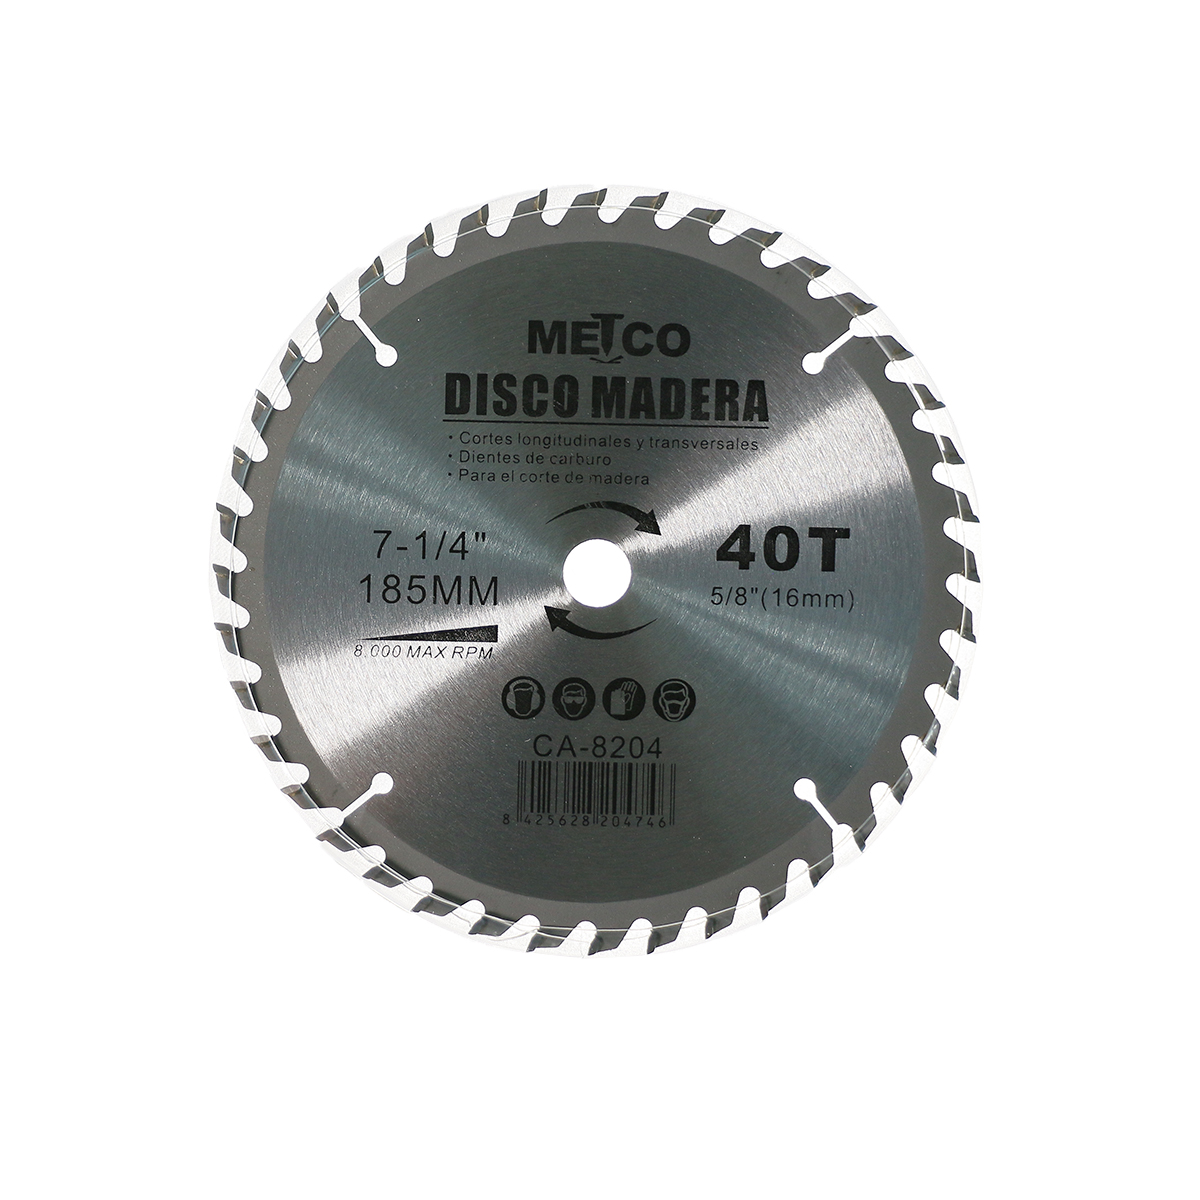 METCO
DISCO MADERA
• Cortes longitudinales y transversales
• Dientes de carburo
• Para el corte de madera
7-1/4"
185MM
8.000 MAX RPM
40T
5/8"(16mm)
CA-8204
8 425628 204746